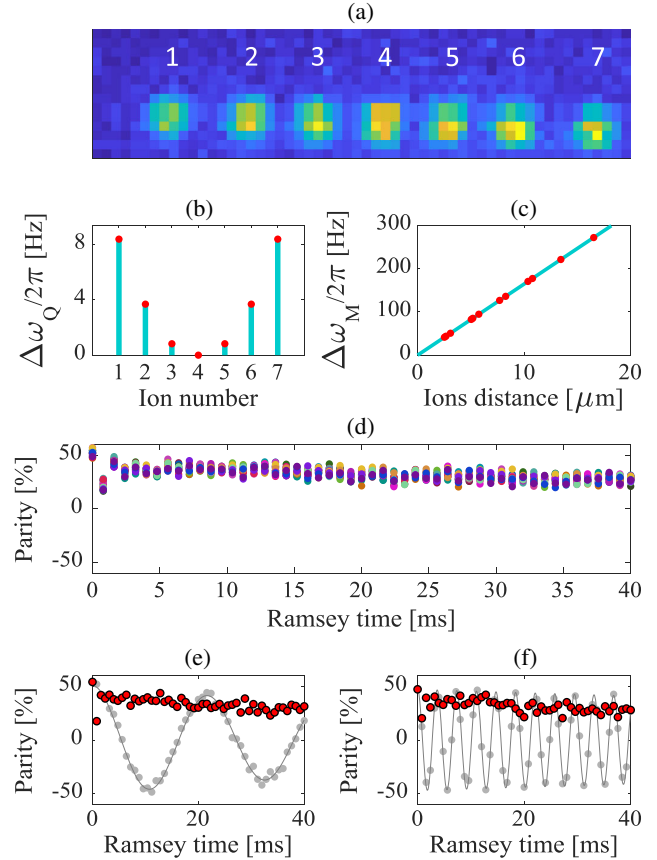 (a)
1 2 3 4 5 6 7
(b)
8
4
0
1 2 3 4 5 6 7
Δω_Q/2π [Hz]
Ion number
(c)
300
200
100
0
0 10 20
Δω_M/2π [Hz]
Ions distance [μm]
(d)
50
0
-50
0 5 10 15 20 25 30 35 40
Parity [%]
Ramsey time [ms]
(e)
50
0
-50
0 20 40
Parity [%]
Ramsey time [ms]
(f)
50
0
-50
0 20 40
Parity [%]
Ramsey time [ms]